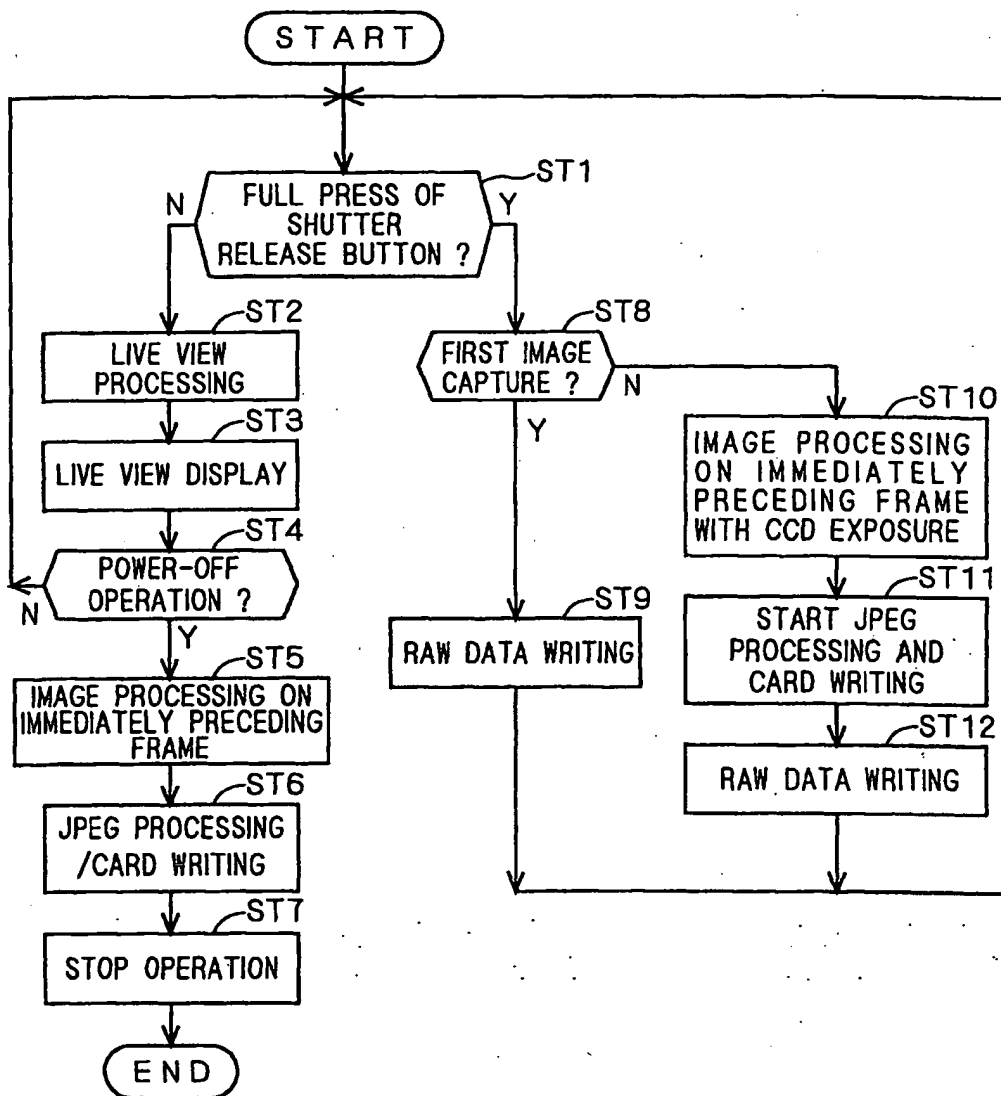 START
ST1
FULL PRESS OF
SHUTTER
RELEASE BUTTON ?
N
Y
ST2
LIVE VIEW
PROCESSING
ST3
LIVE VIEW DISPLAY
ST4
POWER-OFF
OPERATION ?
N
Y
ST5
IMAGE PROCESSING ON
IMMEDIATELY PRECEDING
FRAME
ST6
JPEG PROCESSING
/CARD WRITING
ST7
STOP OPERATION
END
ST8
FIRST IMAGE
CAPTURE ?
N
Y
ST9
RAW DATA WRITING
ST10
IMAGE PROCESSING
ON IMMEDIATELY
PRECEDING FRAME
WITH CCD EXPOSURE
ST11
START JPEG
PROCESSING AND
CARD WRITING
ST12
RAW DATA WRITING